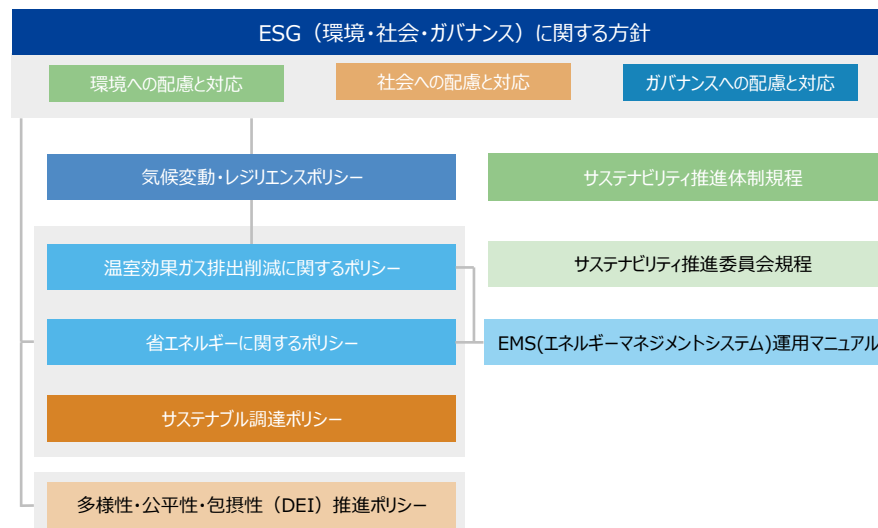 ESG（環境・社会・ガバナンス）に関する方針
環境への配慮と対応
社会への配慮と対応
ガバナンスへの配慮と対応
気候変動・レジリエンスポリシー
サステナビリティ推進体制規程
温室効果ガス排出削減に関するポリシー
サステナビリティ推進委員会規程
省エネルギーに関するポリシー
EMS(エネルギーマネジメントシステム)運用マニュアル
サステナブル調達ポリシー
多様性・公平性・包摂性（DEI）推進ポリシー